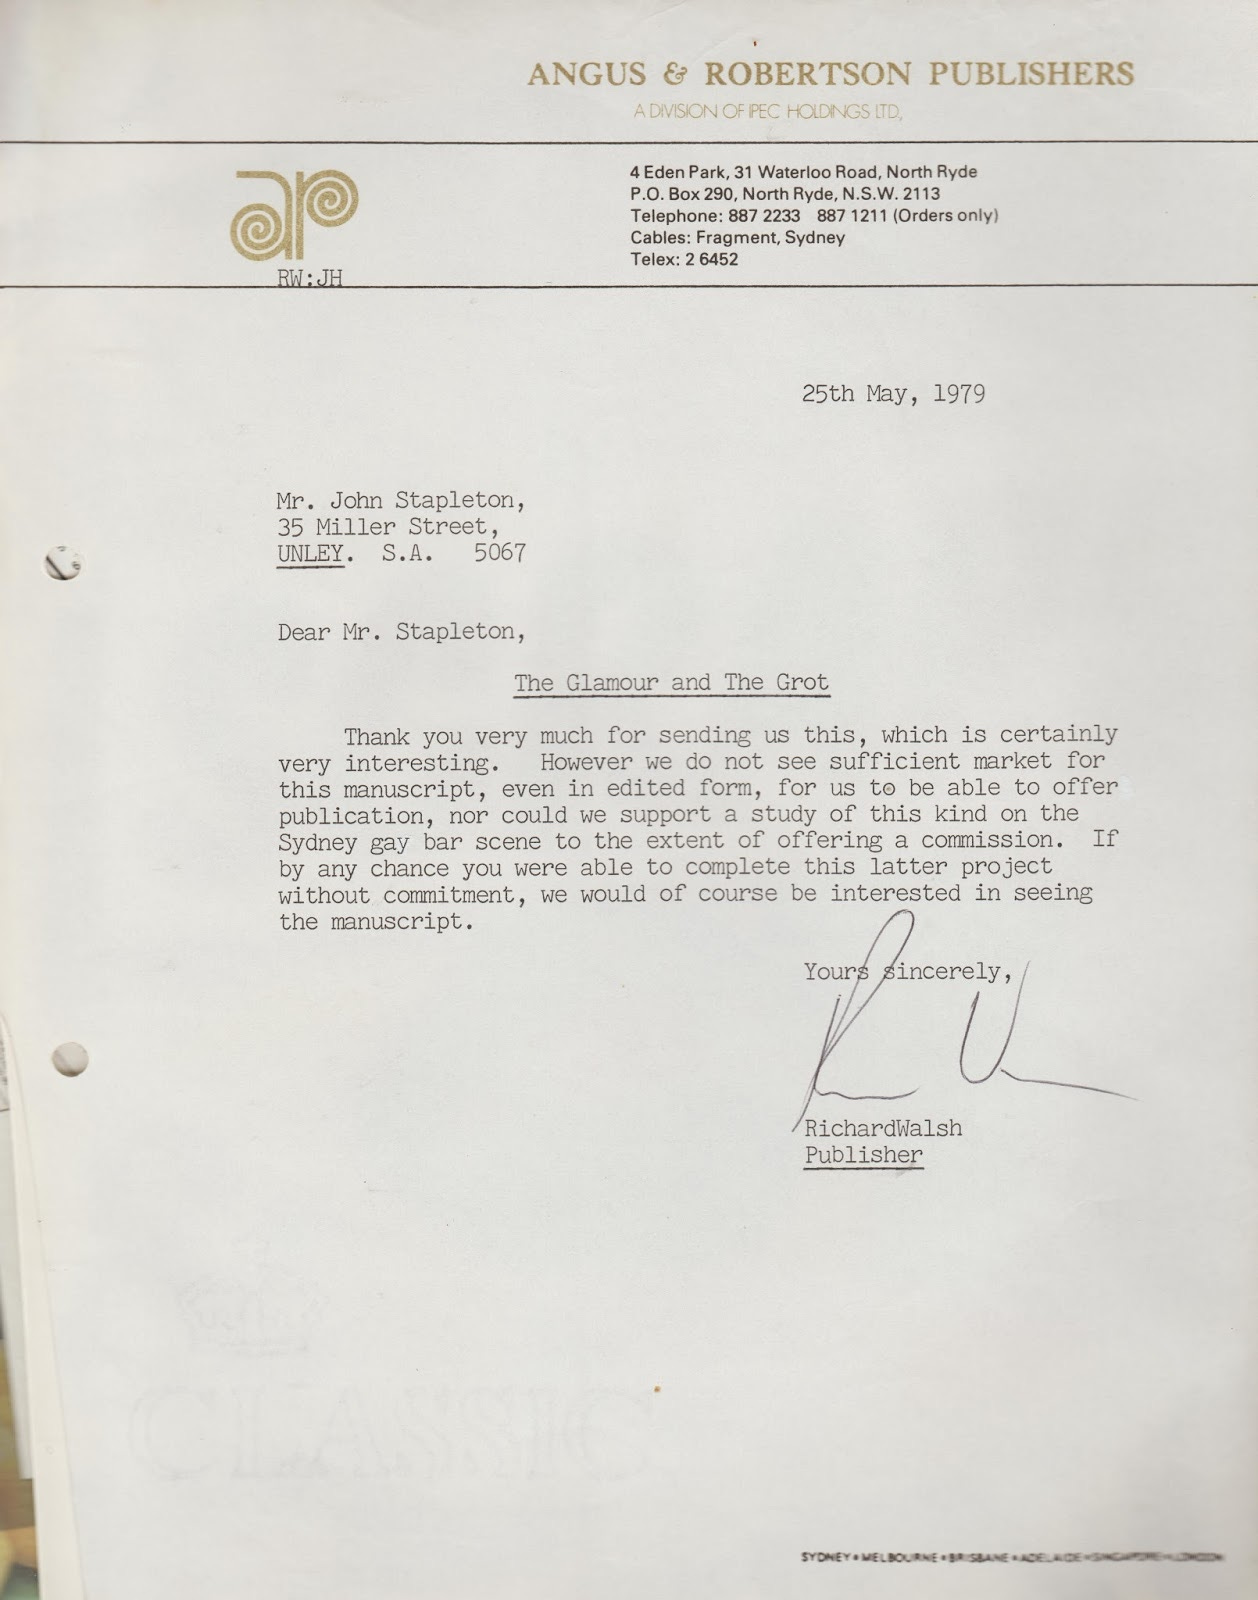 ANGUS & ROBERTSON PUBLISHERS
A DIVISION OF IPEC HOLDINGS LTD,
4 Eden Park, 31 Waterloo Road, North Ryde
P.O. Box 290, North Ryde, N.S.W. 2113
Telephone: 887 2233 887 1211 (Orders only)
Cables: Fragment, Sydney
Telex: 2 6452
ar
RW:JH
25th May, 1979
Mr. John Stapleton,
35 Miller Street,
UNLEY. S.A. 5067
Dear Mr. Stapleton,
The Glamour and The Grot
Thank you very much for sending us this, which is certainly
very interesting. However we do not see sufficient market for
this manuscript, even in edited form, for us to be able to offer
publication, nor could we support a study of this kind on the
Sydney gay bar scene to the extent of offering a commission. If
by any chance you were able to complete this latter project
without commitment, we would of course be interested in seeing
the manuscript.
Yours sincerely,
RichardWalsh
Publisher
CLASSIC
SYDNEY • MELBOURNE • BRISBANE • ADELAIDE • SINGAPORE • LONDON